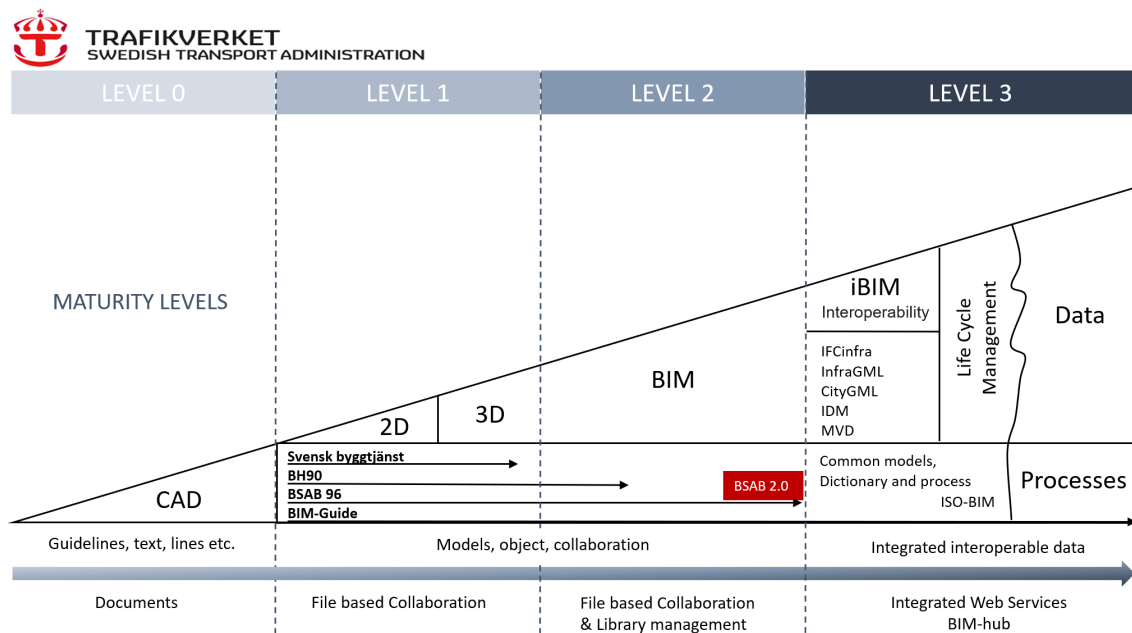 TRAFIKVERKET
SWEDISH TRANSPORT ADMINISTRATION
LEVEL 0
LEVEL 1
LEVEL 2
LEVEL 3
MATURITY LEVELS
CAD
2D
3D
BIM
iBIM
Interoperability
IFCinfra
InfraGML
CityGML
IDM
MVD
Life Cycle
Management
Data
Svensk byggtjänst
BH90
BSAB 96
BIM-Guide
BSAB 2.0
Common models,
Dictionary and process
ISO-BIM
Processes
Guidelines, text, lines etc.
Models, object, collaboration
Integrated interoperable data
Documents
File based Collaboration
File based Collaboration
& Library management
Integrated Web Services
BIM-hub